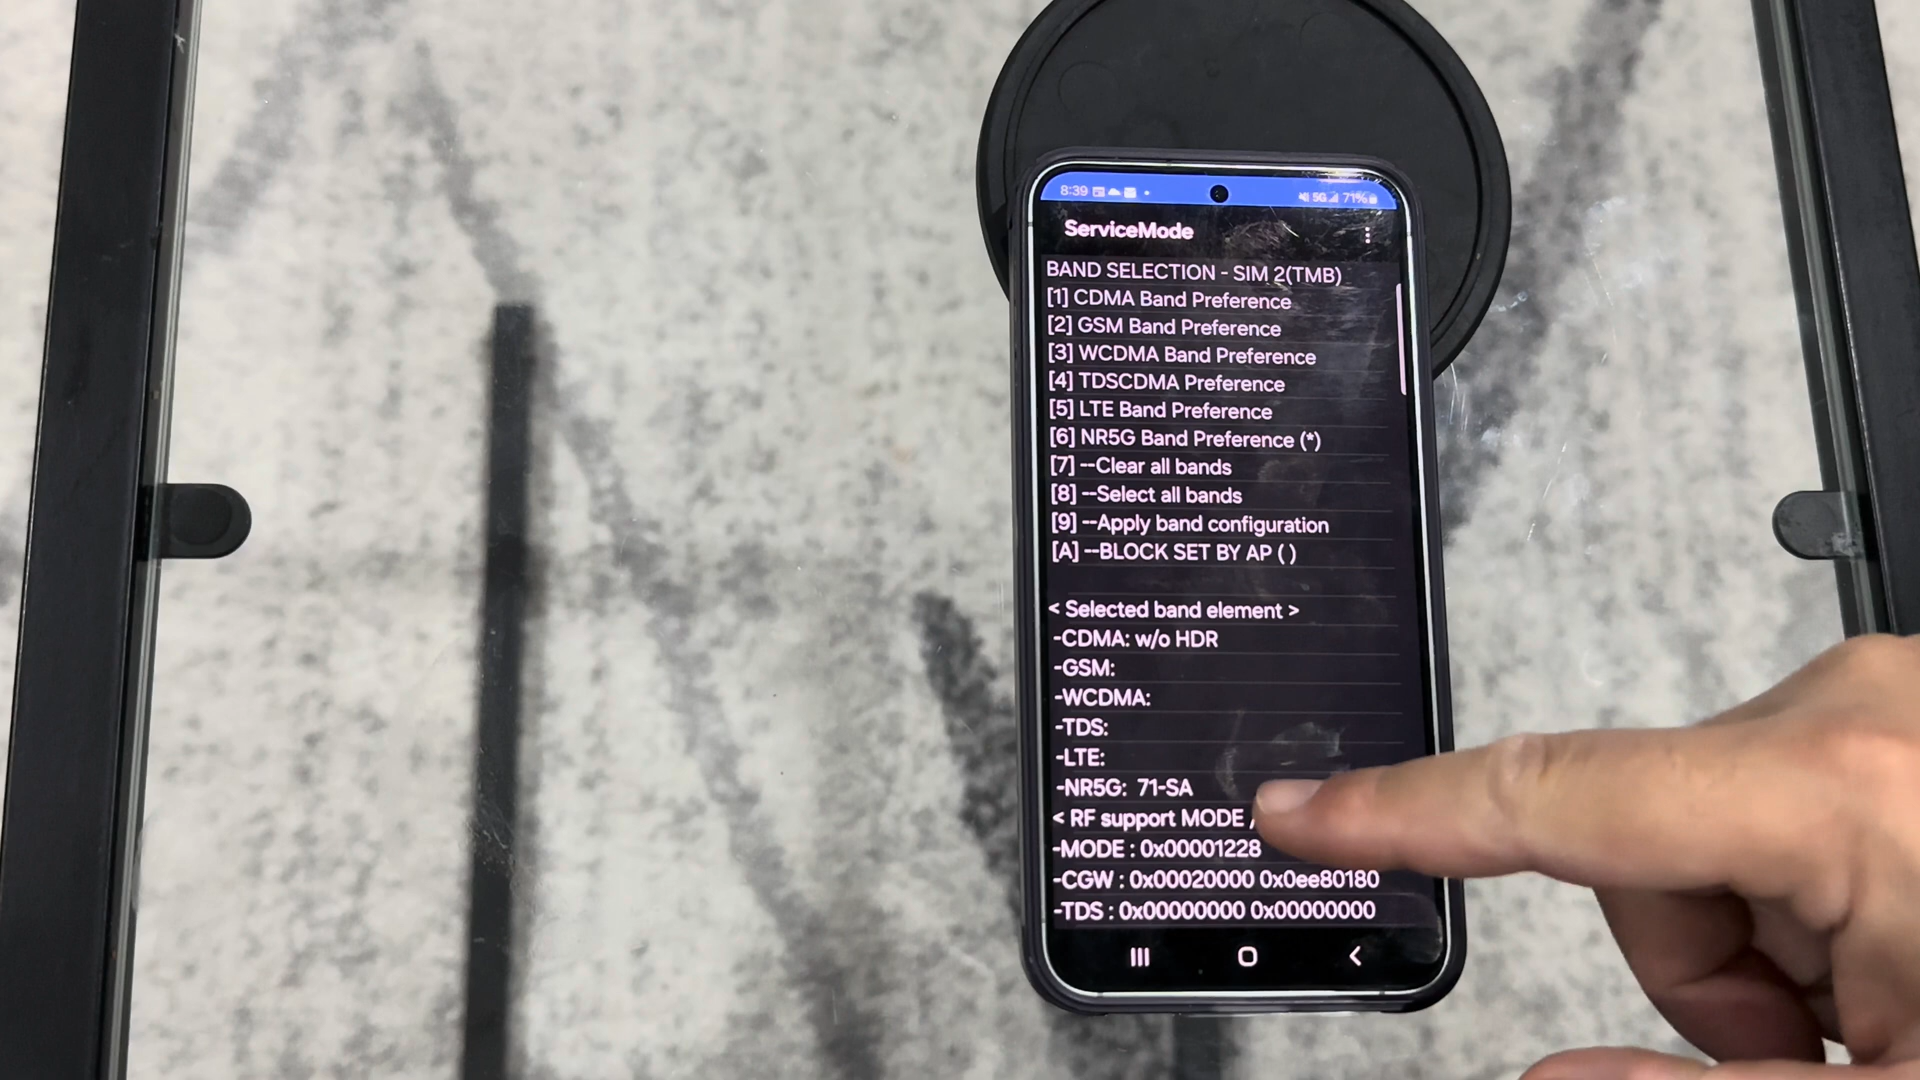 8:39
5G 71%
ServiceMode
BAND SELECTION - SIM 2(TMB)
[1] CDMA Band Preference
[2] GSM Band Preference
[3] WCDMA Band Preference
[4] TDSCDMA Preference
[5] LTE Band Preference
[6] NR5G Band Preference (*)
[7] --Clear all bands
[8] --Select all bands
[9] --Apply band configuration
[A] --BLOCK SET BY AP ( )
< Selected band element >
-CDMA: w/o HDR
-GSM:
-WCDMA:
-TDS:
-LTE:
-NR5G: 71-SA
< RF support MODE /
-MODE : 0x00001228
-CGW : 0x00020000 0x0ee80180
-TDS : 0x00000000 0x00000000